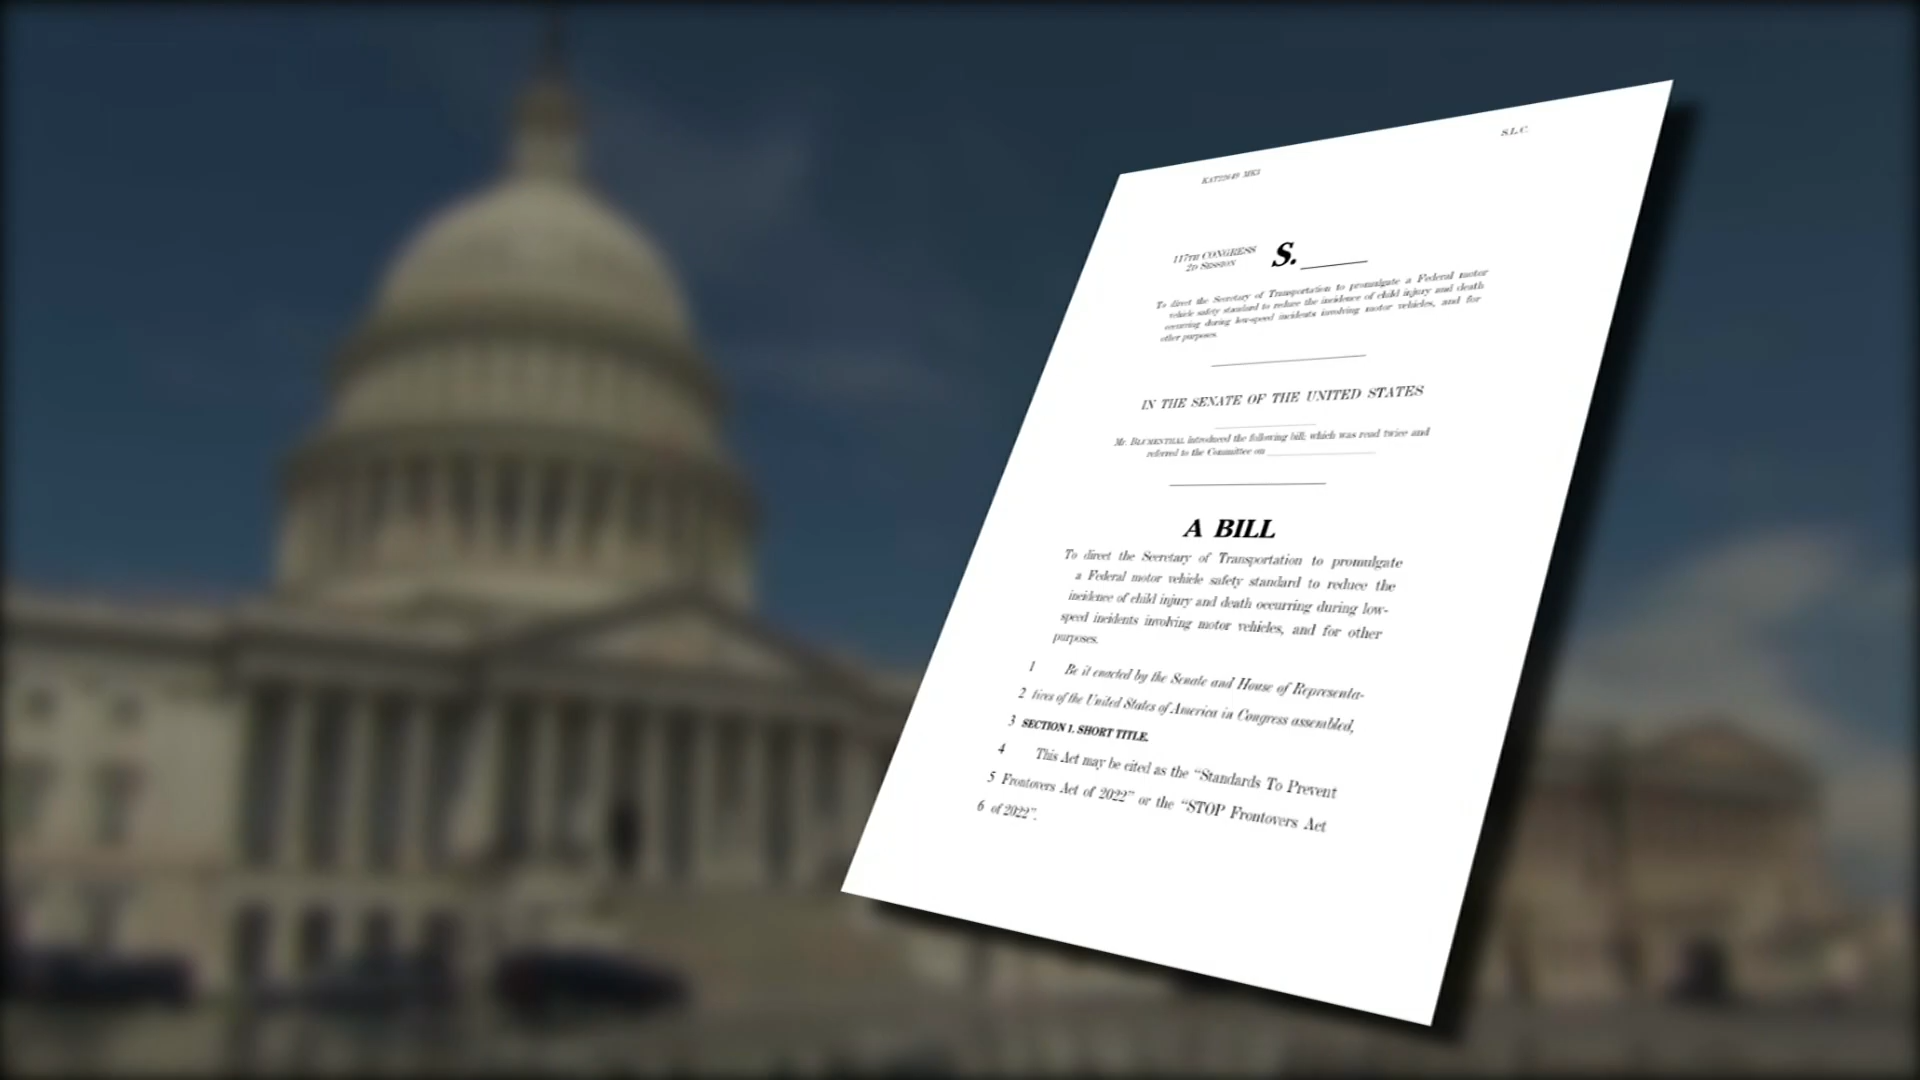 S.L.C.
KAT22649 MK3
117TH CONGRESS
2D SESSION
S.
To direct the Secretary of Transportation to promulgate a Federal motor
vehicle safety standard to reduce the incidence of child injury and death
occurring during low-speed incidents involving motor vehicles, and for
other purposes.
IN THE SENATE OF THE UNITED STATES
Mr. BLUMENTHAL introduced the following bill; which was read twice and
referred to the Committee on
A BILL
To direct the Secretary of Transportation to promulgate
a Federal motor vehicle safety standard to reduce the
incidence of child injury and death occurring during low-
speed incidents involving motor vehicles, and for other
purposes.
1 Be it enacted by the Senate and House of Representa-
2 tives of the United States of America in Congress assembled,
3 SECTION 1. SHORT TITLE.
4 This Act may be cited as the “Standards To Prevent
5 Frontovers Act of 2022” or the “STOP Frontovers Act
6 of 2022”.